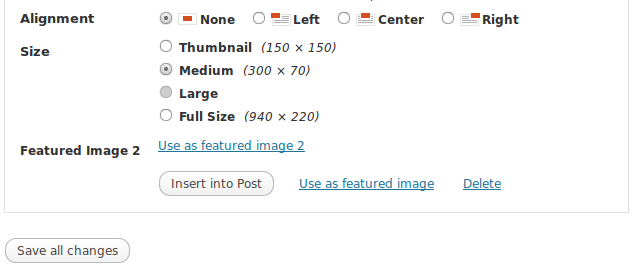 Alignment None Left Center Right
Size Thumbnail (150 × 150)
Medium (300 × 70)
Large
Full Size (940 × 220)
Featured Image 2 Use as featured image 2
Insert into Post Use as featured image Delete
Save all changes